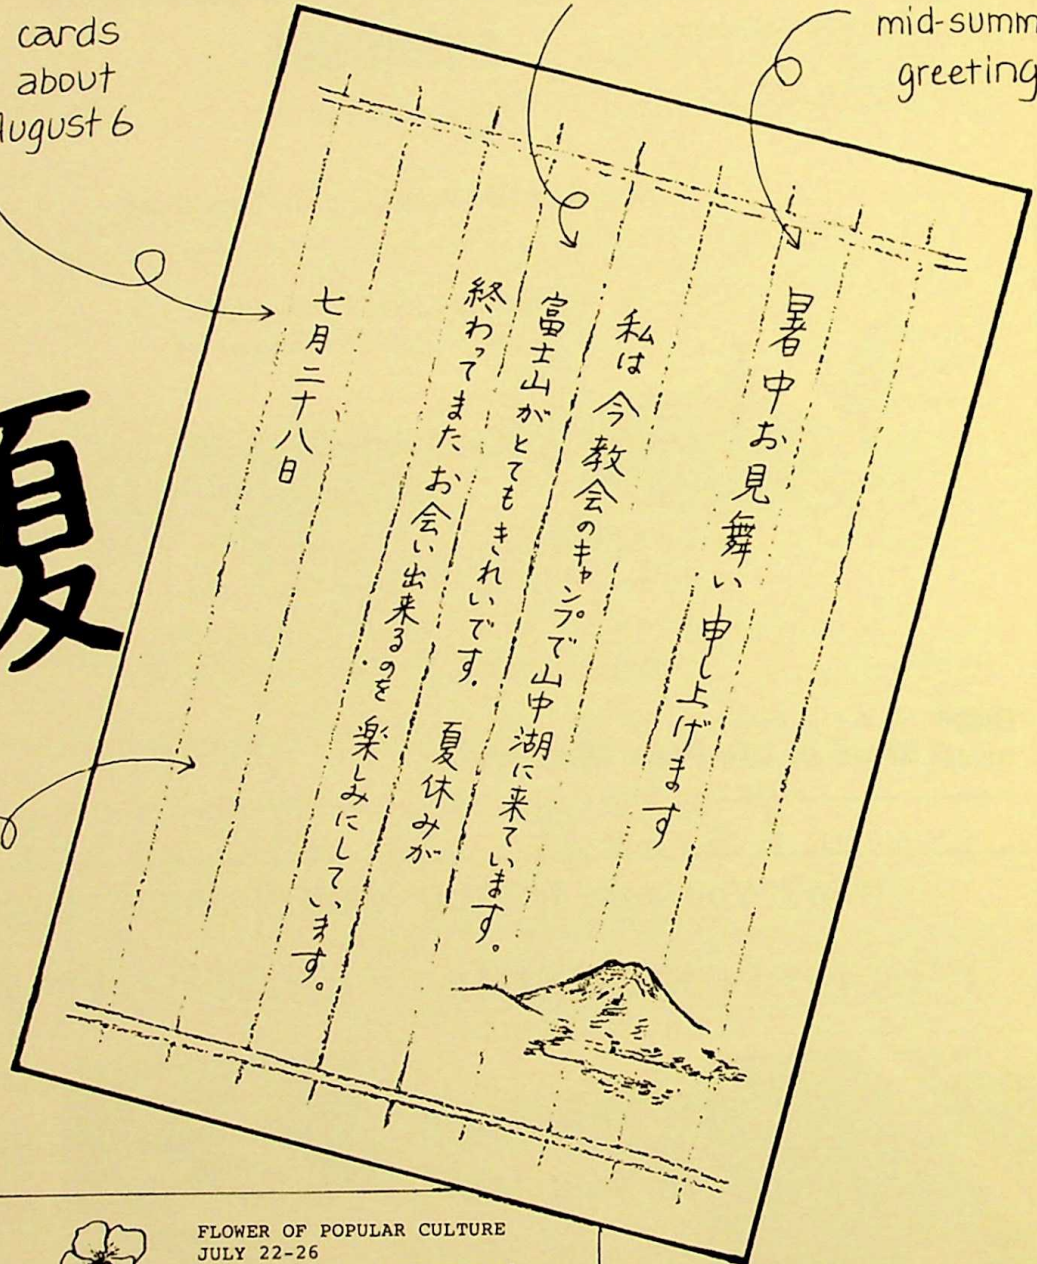 cards
about
August 6
mid-summ
greeting
暑中お見舞い申し上げます
私は今教会のキャンプで山中湖に来ています。
富士山がとてもきれいです。夏休みが
終わってまたお会い出来るのを楽しみにしています。
七月二十八日
夏
FLOWER OF POPULAR CULTURE
JULY 22-26